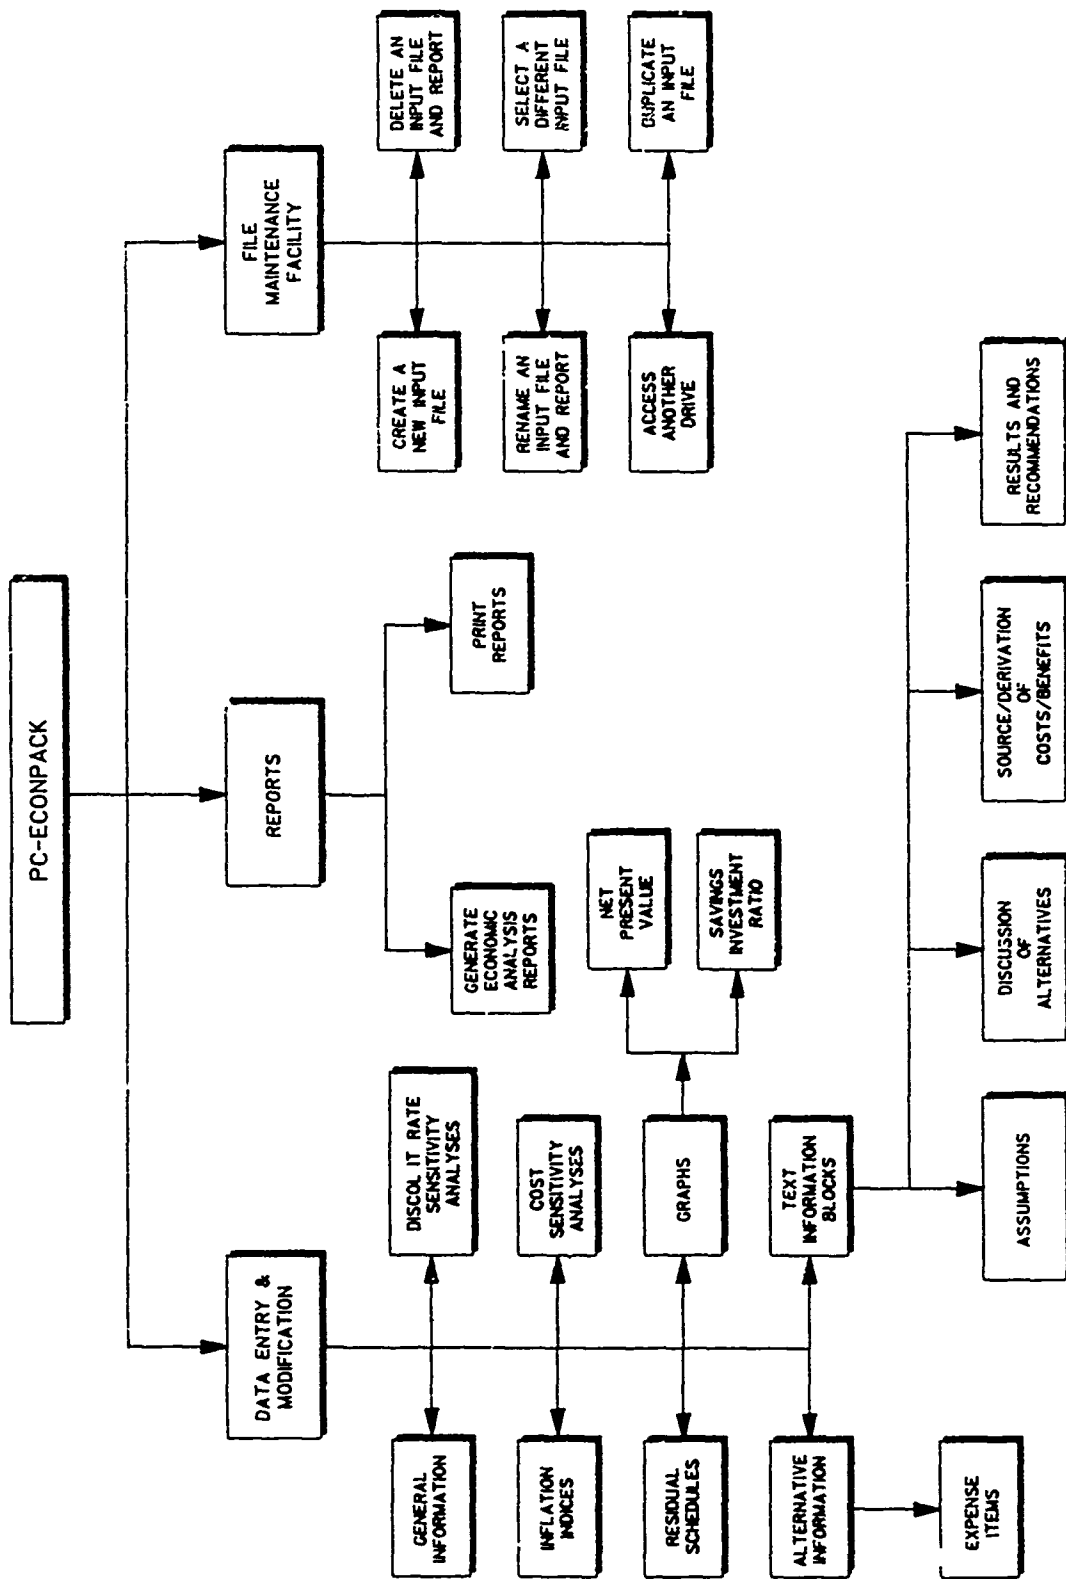 PC-ECONPACK
DATA ENTRY &
MODIFICATION
REPORTS
FILE
MAINTENANCE
FACILITY
GENERAL
INFORMATION
DISCOL IT RATE
SENSITIVITY
ANALYSES
INFLATION
INDICES
COST
SENSITIVITY
ANALYSES
RESIDUAL
SCHEDULES
GRAPHS
NET
PRESENT
VALUE
SAVINGS
INVESTMENT
RATIO
ALTERNATIVE
INFORMATION
TEXT
INFORMATION
BLOCKS
EXPENSE
ITEMS
ASSUMPTIONS
DISCUSSION
OF
ALTERNATIVES
SOURCE/DERIVATION
OF
COSTS/BENEFITS
RESULTS AND
RECOMMENDATIONS
GENERATE
ECONOMIC
ANALYSIS
REPORTS
PRINT
REPORTS
CREATE A
NEW INPUT
FILE
DELETE AN
INPUT FILE
AND REPORT
RENAME AN
INPUT FILE
AND REPORT
SELECT A
DIFFERENT
INPUT FILE
ACCESS
ANOTHER
DRIVE
DUPLICATE
AN INPUT
FILE